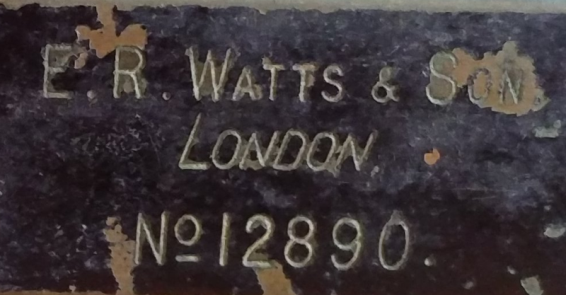 E. R. WATTS & SON.
LONDON.
Nº 12890.